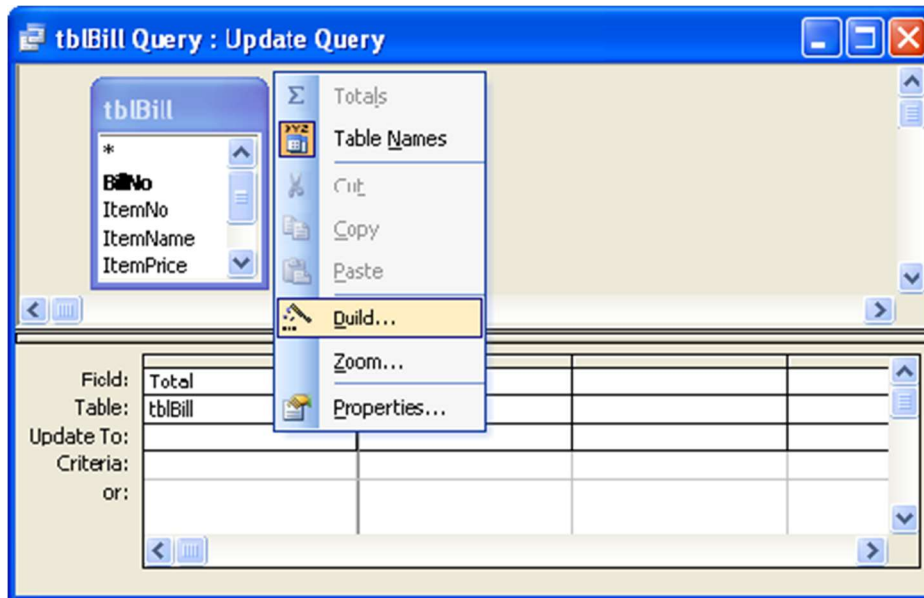 tblBill Query : Update Query
tblBill
*
BillNo
ItemNo
ItemName
ItemPrice
Σ Totals
XYZ Table Names
Cut
Copy
Paste
Build...
Zoom...
Properties...
Field: Total
Table: tblBill
Update To:
Criteria:
or: